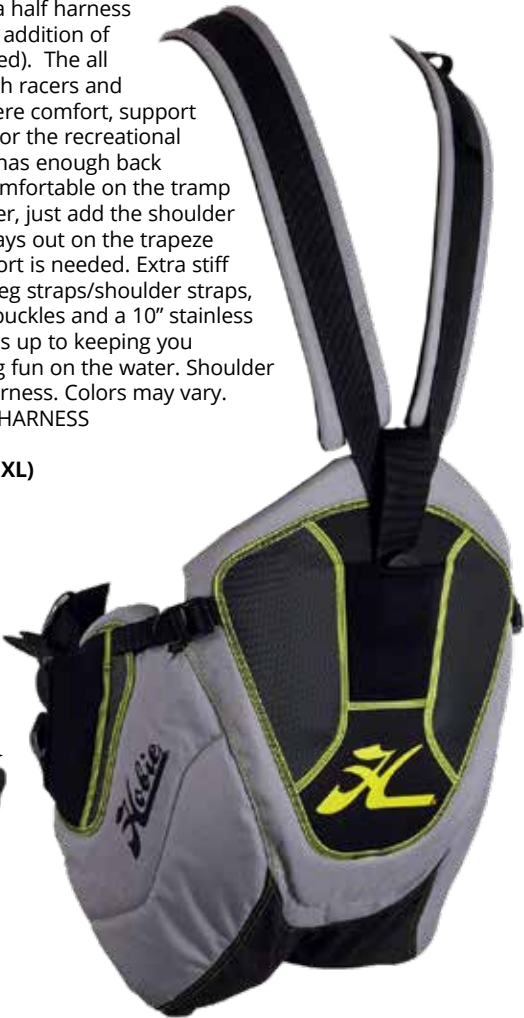 a half harness
addition of
ed). The all
h racers and
ere comfort, support
or the recreational
has enough back
mfortable on the tramp
er, just add the shoulder
ays out on the trapeze
ort is needed. Extra stiff
eg straps/shoulder straps,
buckles and a 10” stainless
s up to keeping you
g fun on the water. Shoulder
rness. Colors may vary.
HARNESS
XL)
Hobie
H